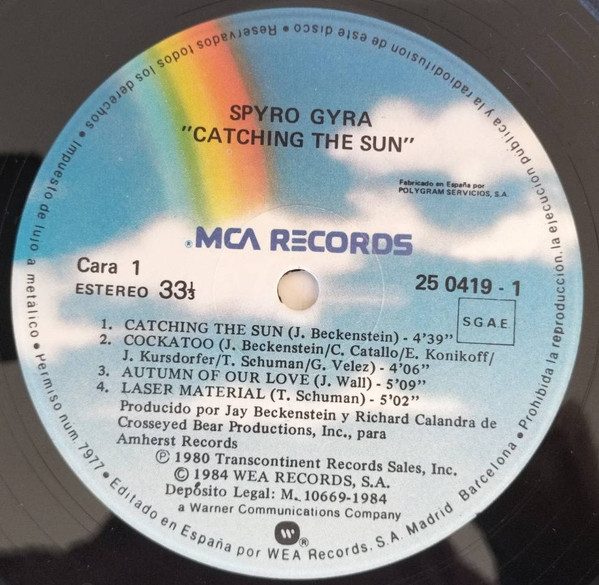 SPYRO GYRA
"CATCHING THE SUN"
Fabricado en España por
POLYGRAM SERVICIOS, S.A.
® MCA RECORDS
Cara 1
ESTEREO 33⅓
25 0419 - 1
S.G.A.E.
1. CATCHING THE SUN (J. Beckenstein) - 4'39"
2. COCKATOO (J. Beckenstein/C. Catallo/E. Konikoff/
J. Kursdorfer/T. Schuman/G. Velez) - 4'06"
3. AUTUMN OF OUR LOVE (J. Wall) - 5'09"
4. LASER MATERIAL (T. Schuman) - 5'02"
Producido por Jay Beckenstein y Richard Calandra de
Crosseyed Bear Productions, Inc., para
Amherst Records
℗ 1980 Transcontinent Records Sales, Inc.
© 1984 WEA RECORDS, S.A.
Depósito Legal: M. 10669-1984
a Warner Communications Company
W ®
• Editado en España por WEA Records. S.A. Madrid Barcelona • Prohibida la reproduccion, la ejecucion pública y la radiodifusion de este disco • Reservados todos los derechos • Impuesto de lujo a metálico • Permiso num 7977